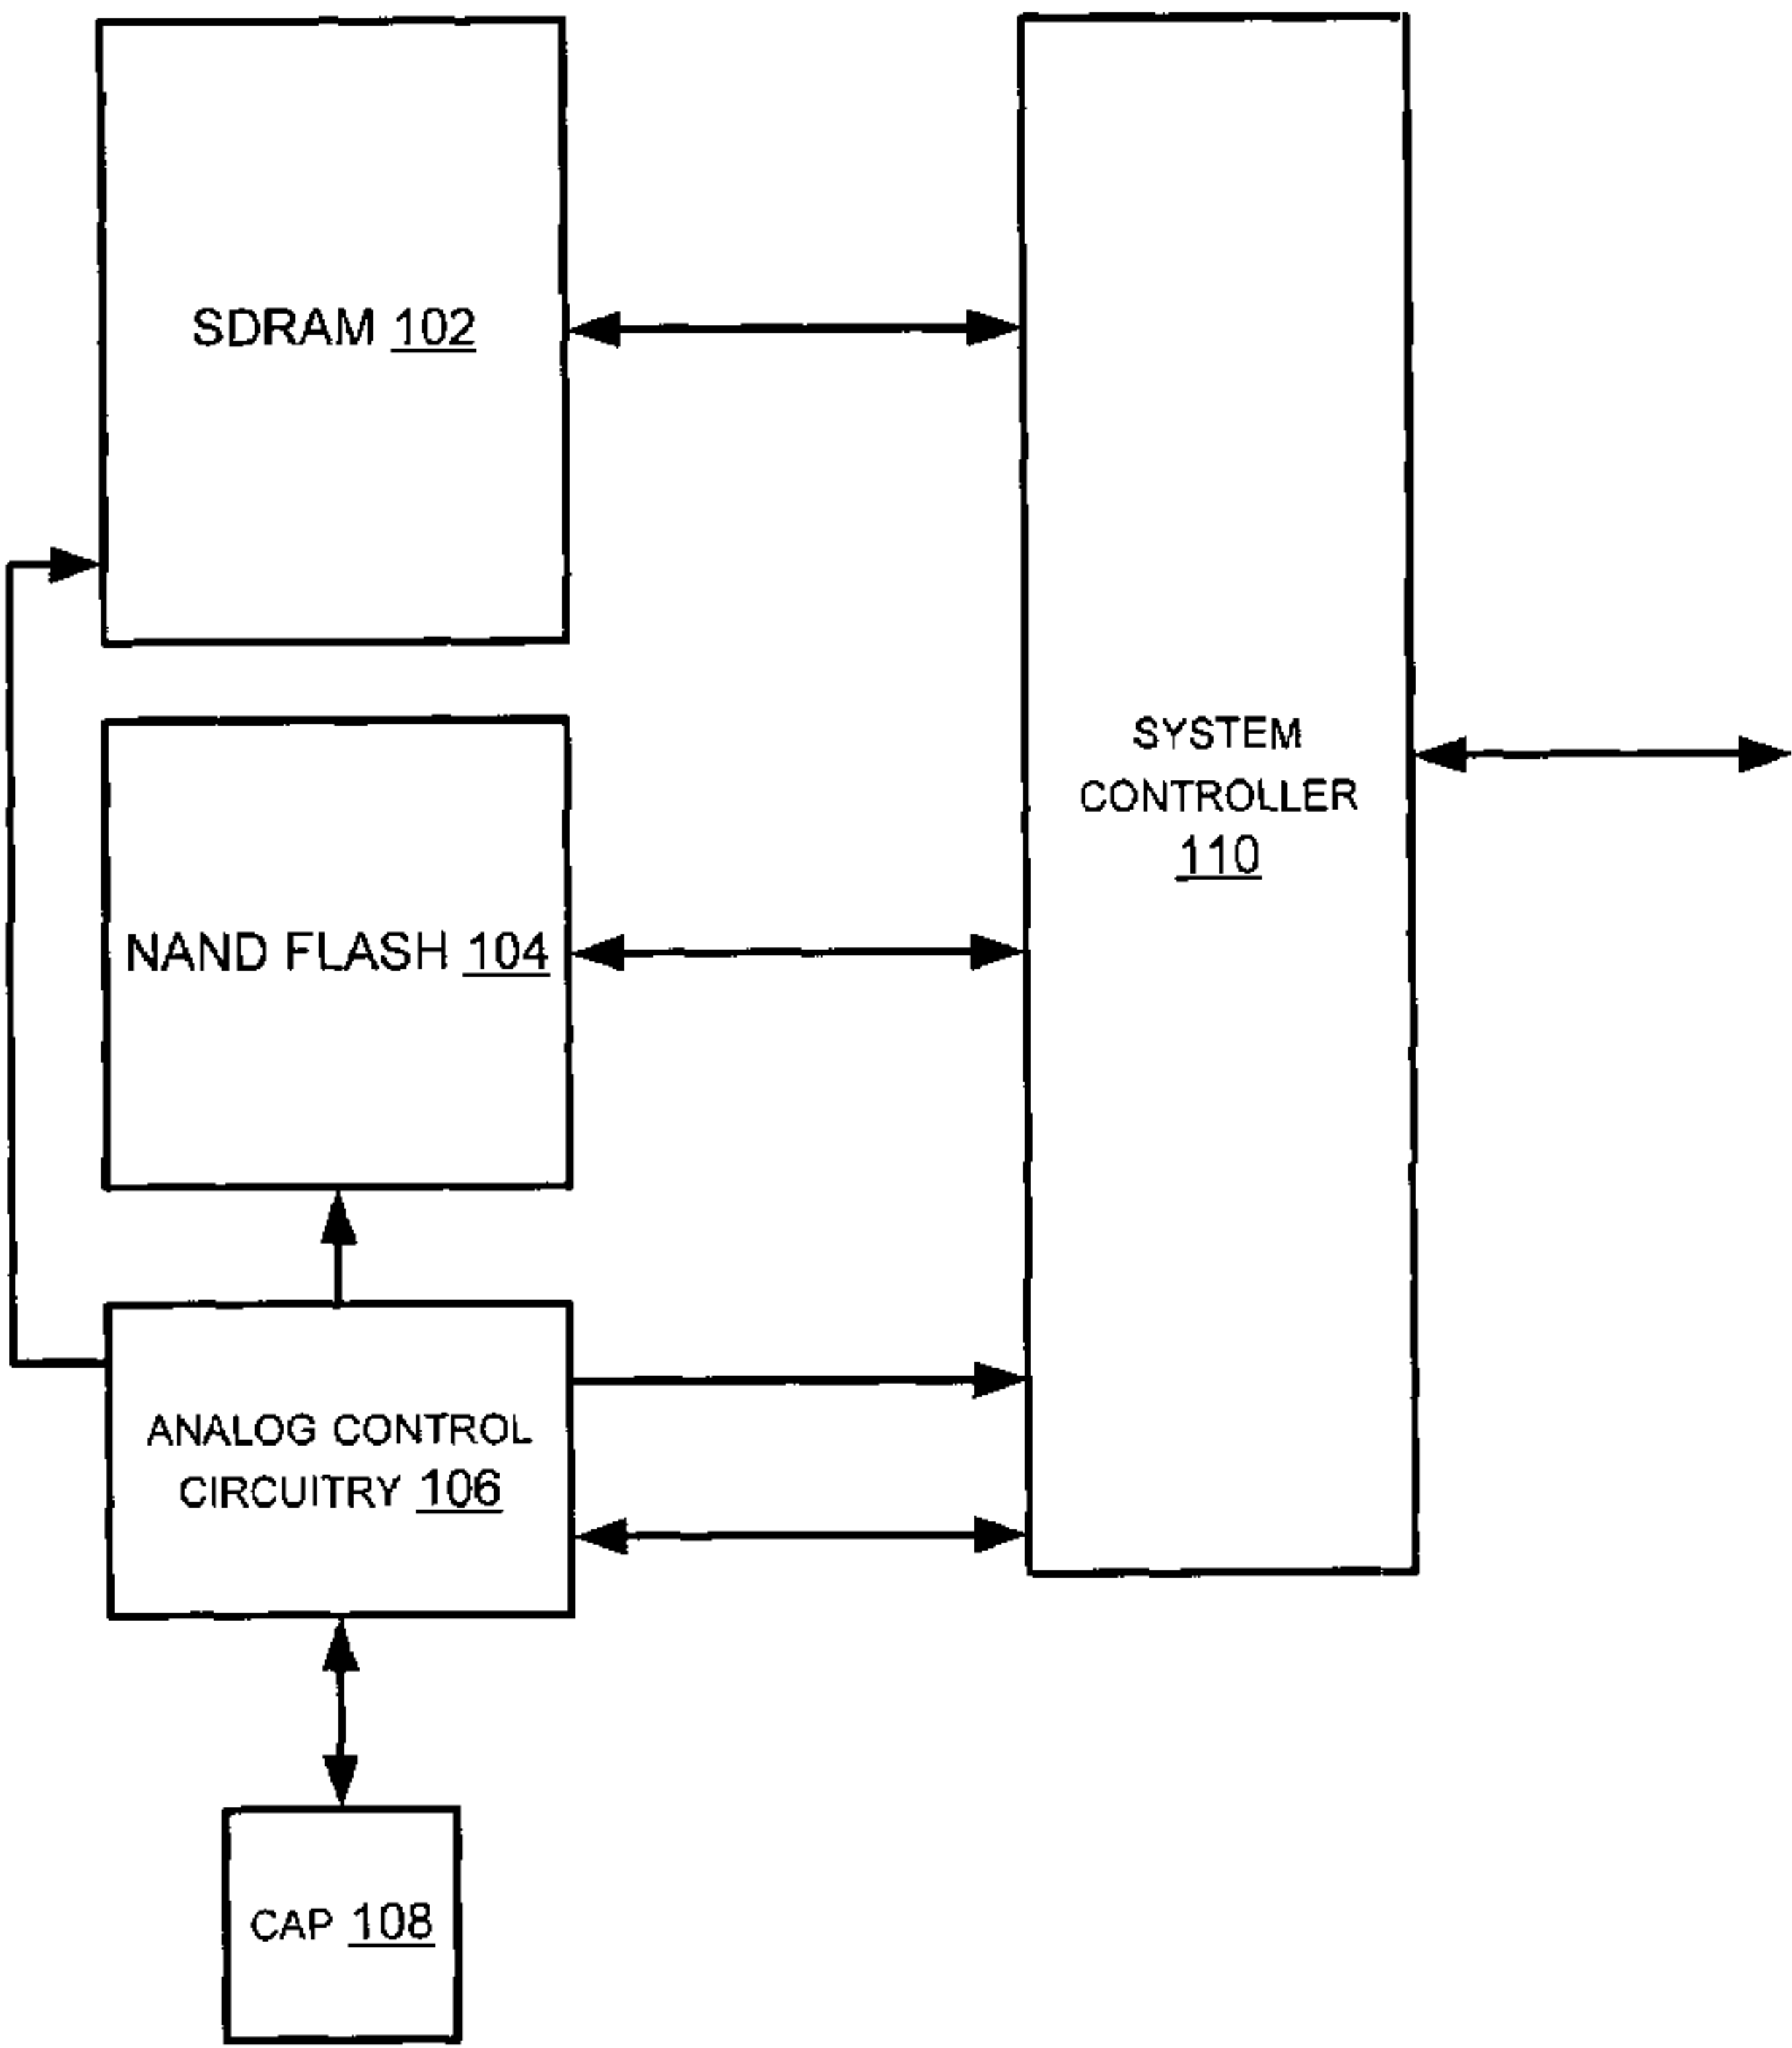 SDRAM 102
SYSTEM
CONTROLLER
110
NAND FLASH 104
ANALOG CONTROL
CIRCUITRY 106
CAP 108